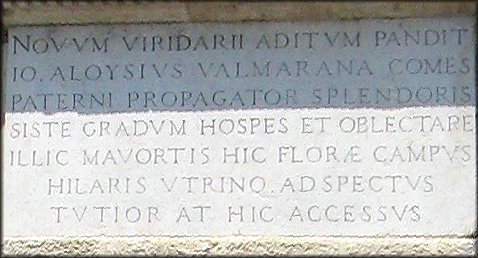 NOVVM VIRIDARII ADITVM PANDIT
IO. ALOYSIVS VALMARANA COMES
PATERNI PROPAGATOR SPLENDORIS
SISTE GRADVM HOSPES ET OBLECTARE
ILLIC MAVORTIS HIC FLORÆ CAMPVS
HILARIS VTRINQ. ADSPECTVS
TVTIOR AT HIC ACCESSVS